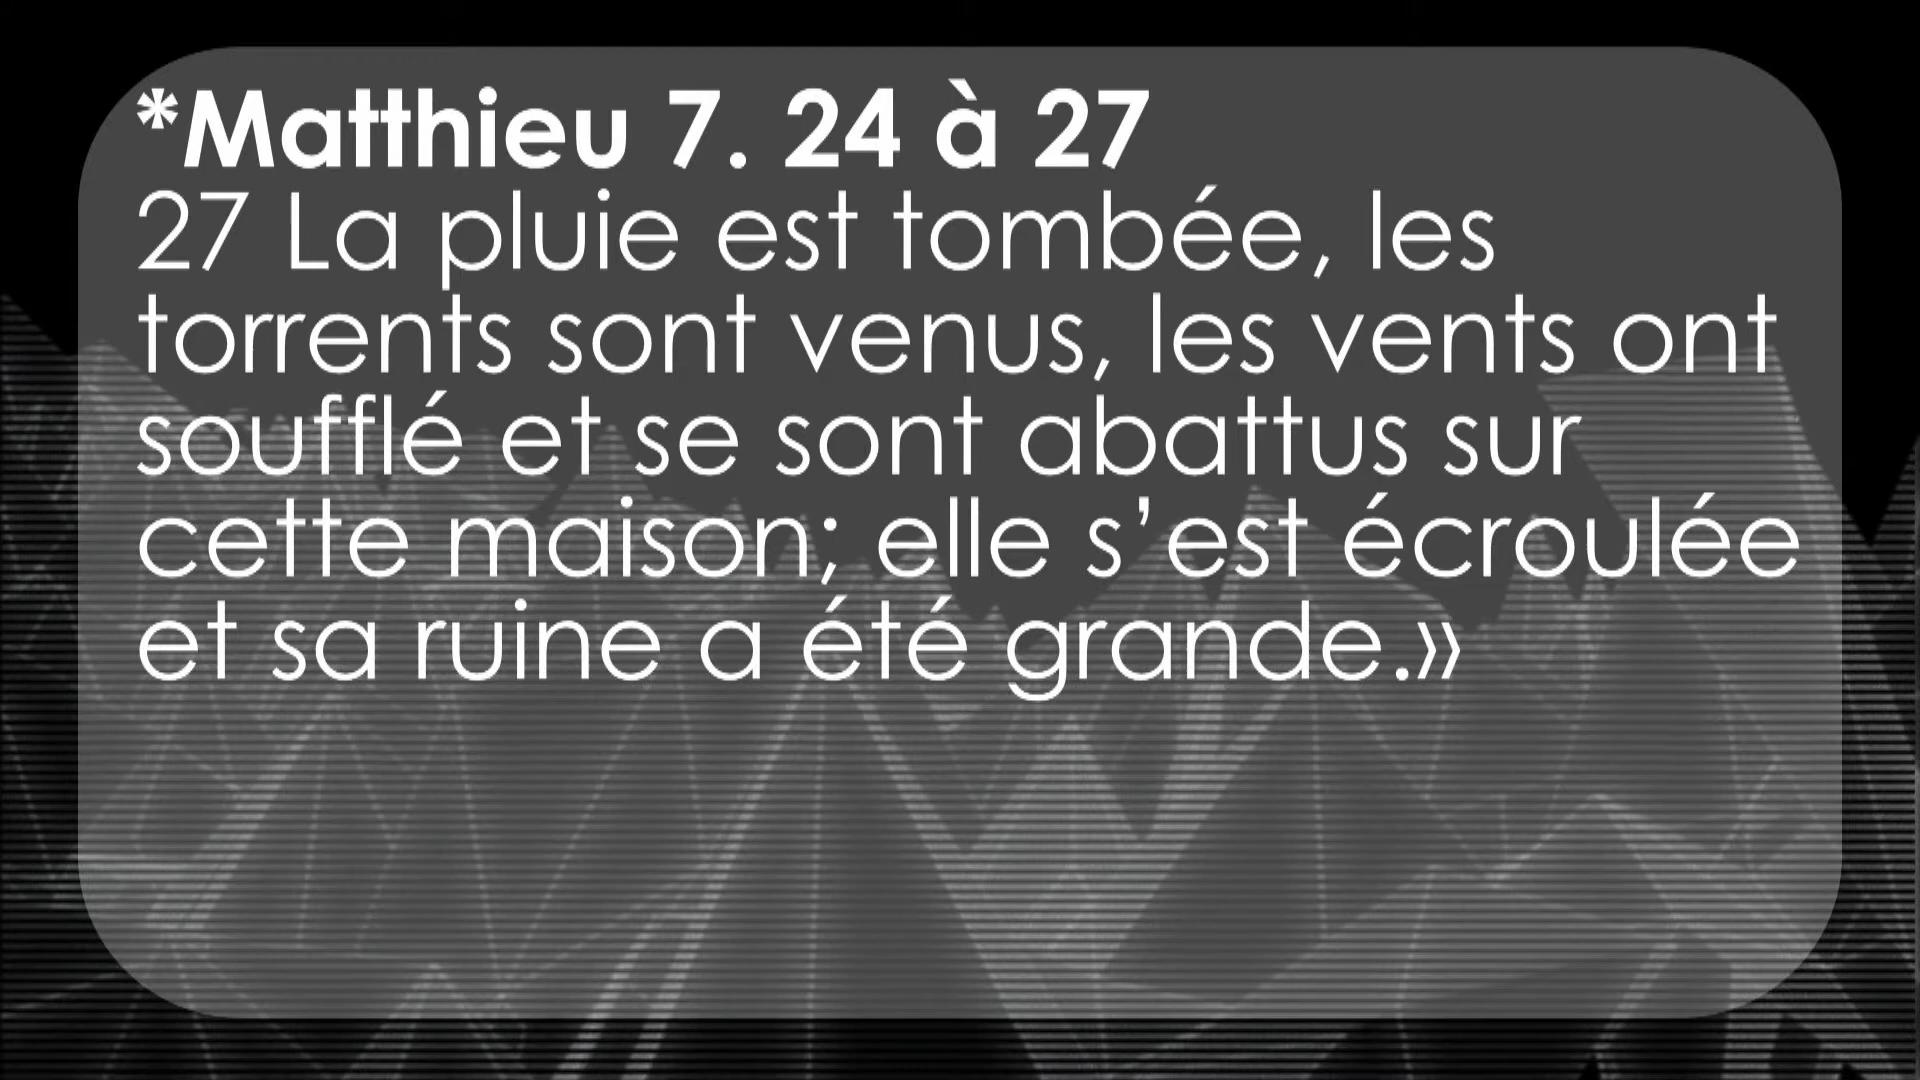 *Matthieu 7. 24 à 27
27 La pluie est tombée, les
torrents sont venus, les vents ont
soufflé et se sont abattus sur
cette maison; elle s’est écroulée
et sa ruine a été grande.»